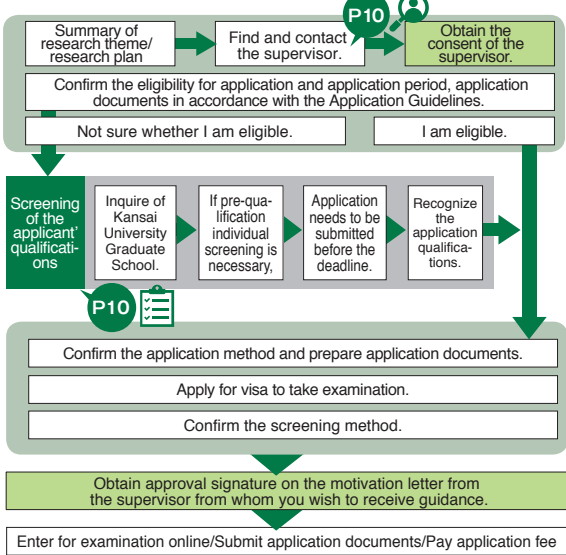 P10
Summary of
research theme/
research plan
Find and contact
the supervisor.
Obtain the
consent of the
supervisor.
Confirm the eligibility for application and application period, application
documents in accordance with the Application Guidelines.
Not sure whether I am eligible.
I am eligible.
Screening
of the
applicant'
qualificati-
ons
Inquire of
Kansai
University
Graduate
School.
If pre-qua-
lification
individual
screening is
necessary,
Application
needs to be
submitted
before the
deadline.
Recognize
the
application
qualifica-
tions.
P10
Confirm the application method and prepare application documents.
Apply for visa to take examination.
Confirm the screening method.
Obtain approval signature on the motivation letter from
the supervisor from whom you wish to receive guidance.
Enter for examination online/Submit application documents/Pay application fee